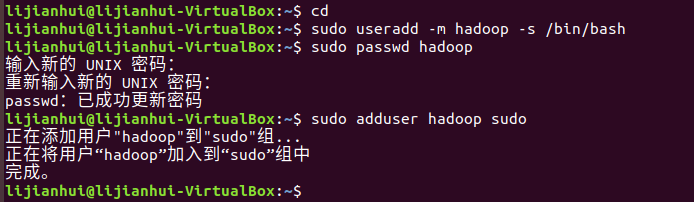 lijianhui@lijianhui-VirtualBox:~$ cd
lijianhui@lijianhui-VirtualBox:~$ sudo useradd -m hadoop -s /bin/bash
lijianhui@lijianhui-VirtualBox:~$ sudo passwd hadoop
输入新的 UNIX 密码：
重新输入新的 UNIX 密码：
passwd：已成功更新密码
lijianhui@lijianhui-VirtualBox:~$ sudo adduser hadoop sudo
正在添加用户"hadoop"到"sudo"组...
正在将用户“hadoop”加入到“sudo”组中
完成。
lijianhui@lijianhui-VirtualBox:~$